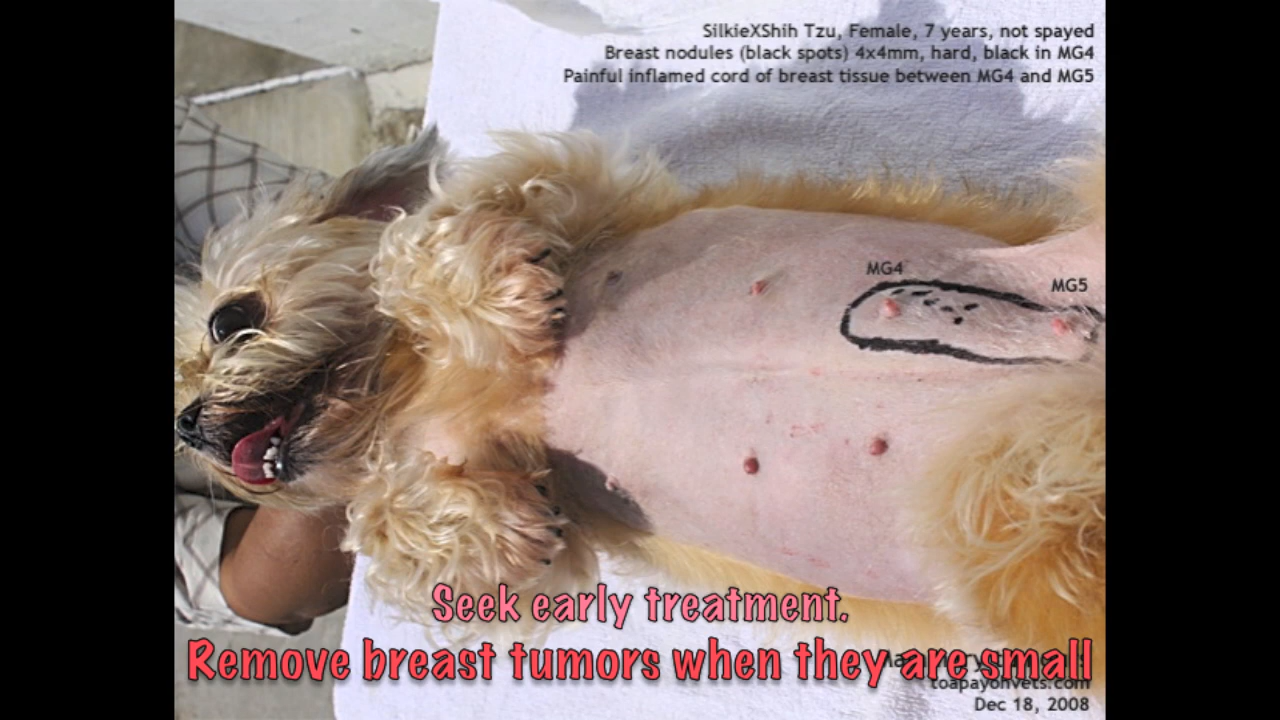 SilkieXShih Tzu, Female, 7 years, not spayed
Breast nodules (black spots) 4x4mm, hard, black in MG4
Painful inflamed cord of breast tissue between MG4 and MG5
MG4
MG5
Seek early treatment.
Remove breast tumors when they are small
toapayohvets.com
Dec 18, 2008